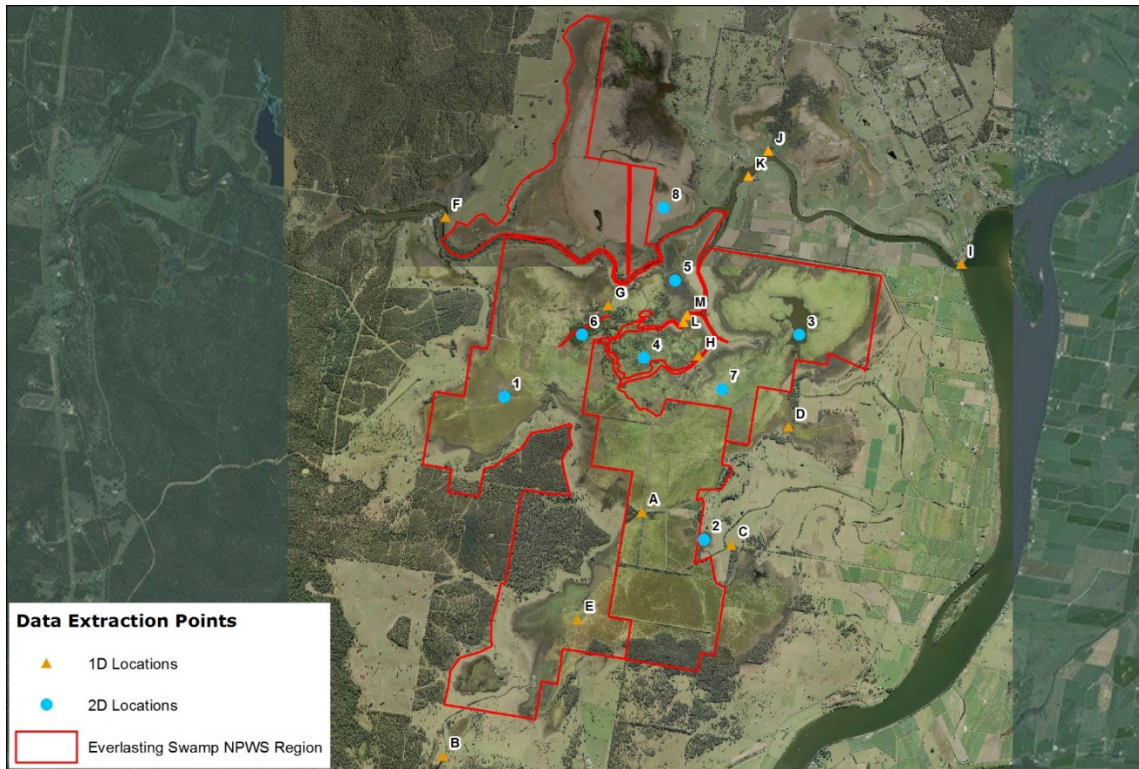 J
K
8
F
I
5
G
M
L
6
3
H
4
7
1
D
A
2
C
E
B
Data Extraction Points
1D Locations
2D Locations
Everlasting Swamp NPWS Region